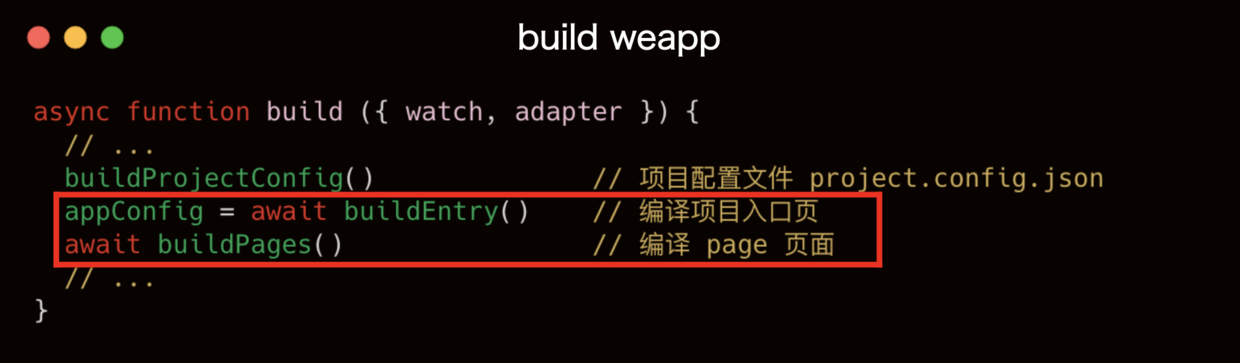 build weapp
async function build ({ watch, adapter }) {
// ...
buildProjectConfig() // 项目配置文件 project.config.json
appConfig = await buildEntry() // 编译项目入口页
await buildPages() // 编译 page 页面
// ...
}